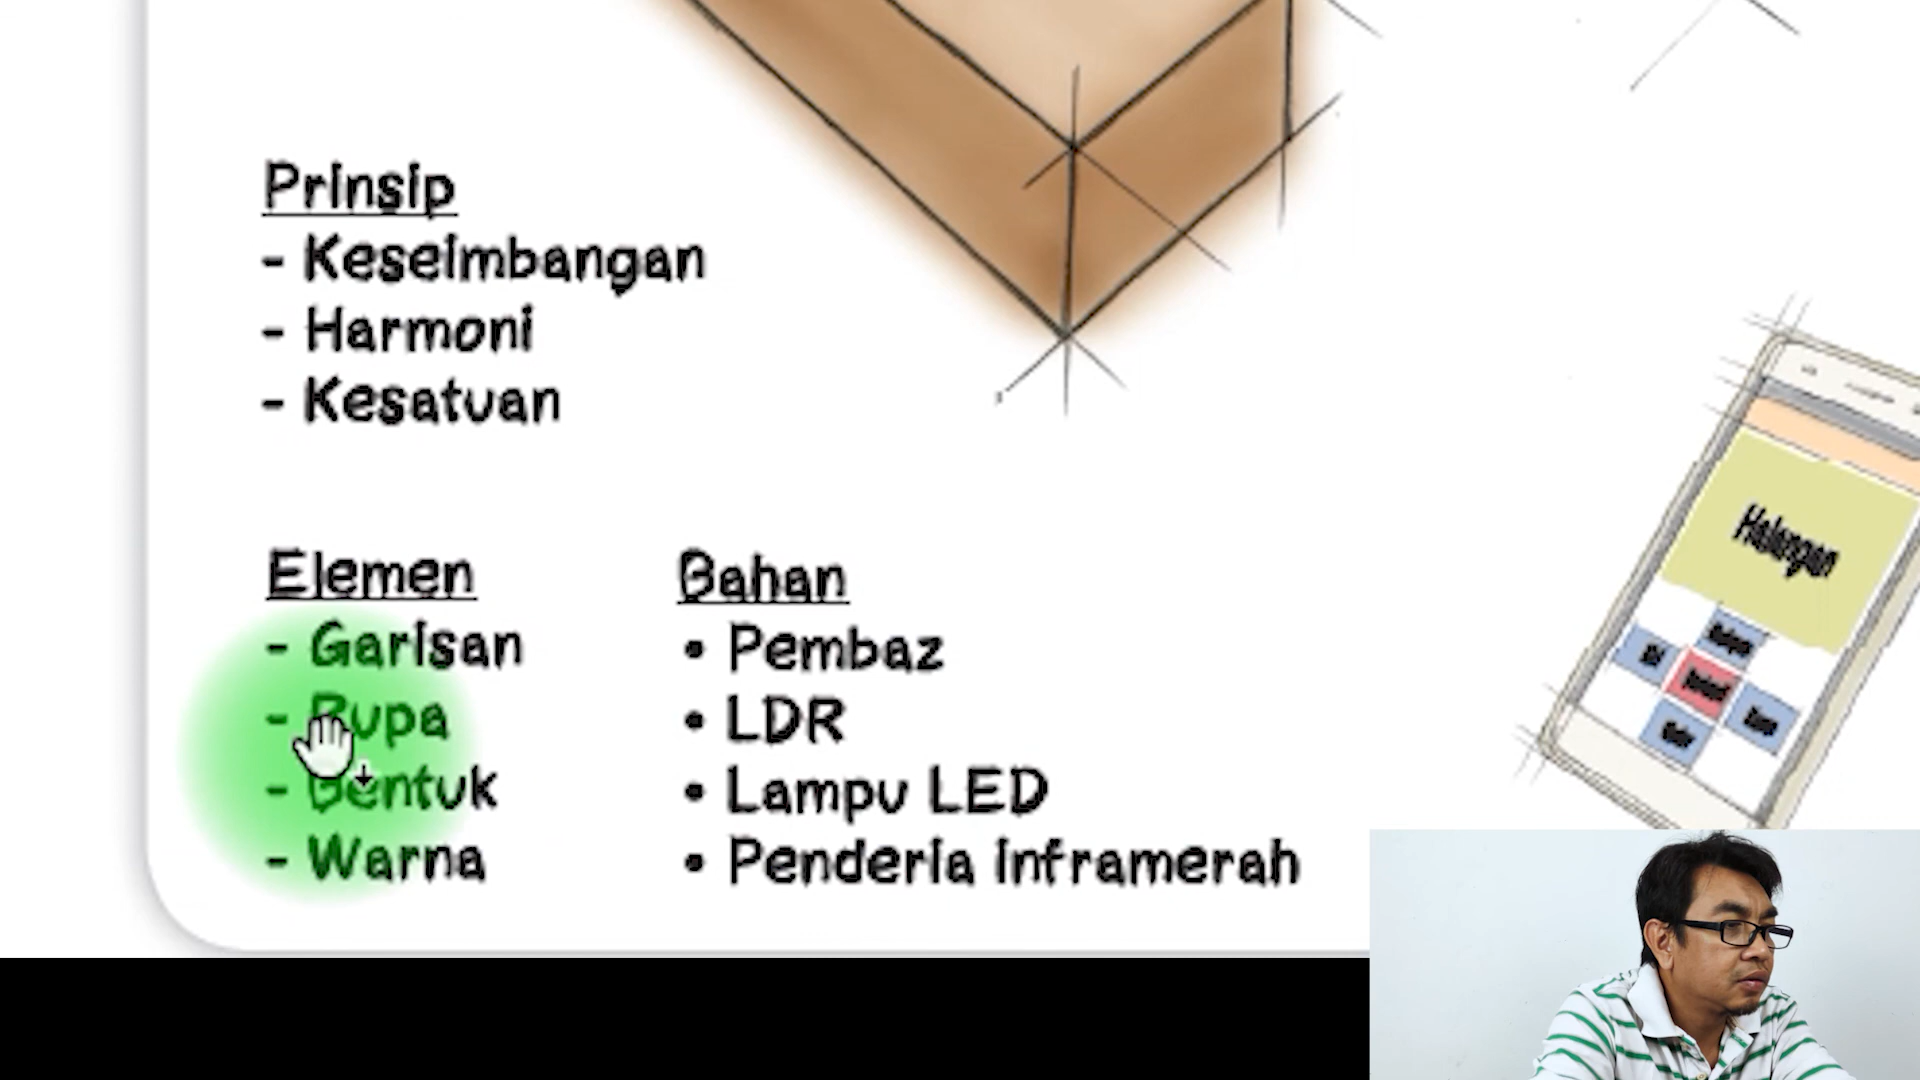 Prinsip
- Keseimbangan
- Harmoni
- Kesatuan
Elemen
- Garisan
- Rupa
- Bentuk
- Warna
Bahan
• Pembaz
• LDR
• Lampu LED
• Penderia inframerah
Halangan